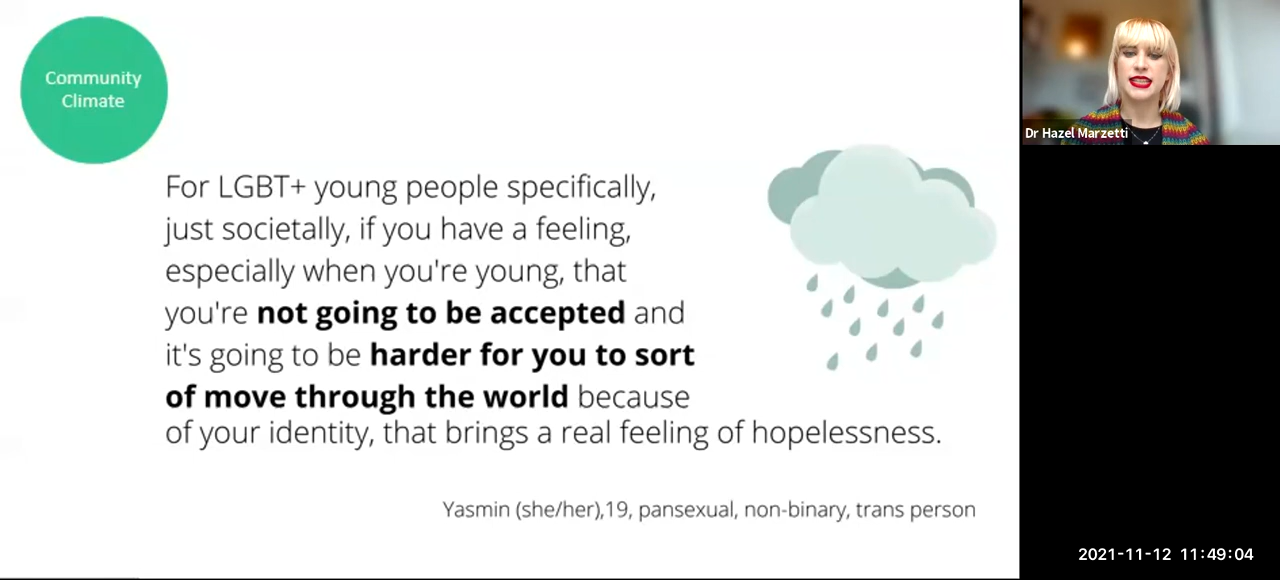 Community
Climate
For LGBT+ young people specifically,
just societally, if you have a feeling,
especially when you're young, that
you're not going to be accepted and
it's going to be harder for you to sort
of move through the world because
of your identity, that brings a real feeling of hopelessness.
Yasmin (she/her),19, pansexual, non-binary, trans person
Dr Hazel Marzetti
2021-11-12 11:49:04